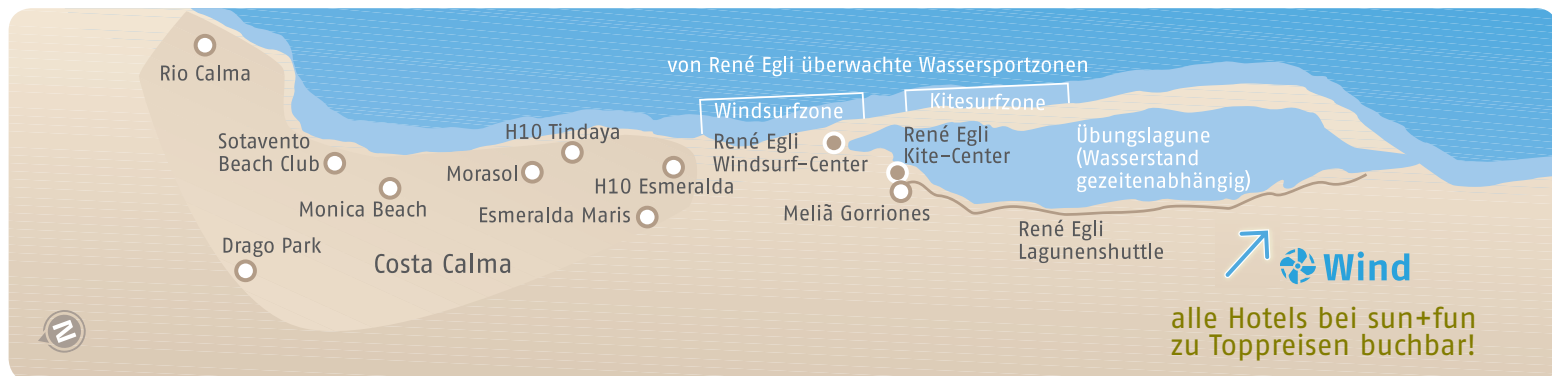 Rio Calma
von René Egli überwachte Wassersportzonen
Windsurfzone
Kitesurfzone
Sotavento
Beach Club
Monica Beach
Drago Park
Costa Calma
H10 Tindaya
Morasol
H10 Esmeralda
Esmeralda Maris
René Egli
Windsurf-Center
René Egli
Kite-Center
Meliã Gorriones
Übungslagune
(Wasserstand
gezeitenabhängig)
René Egli
Lagunenshuttle
Wind
alle Hotels bei sun+fun
zu Toppreisen buchbar!
N